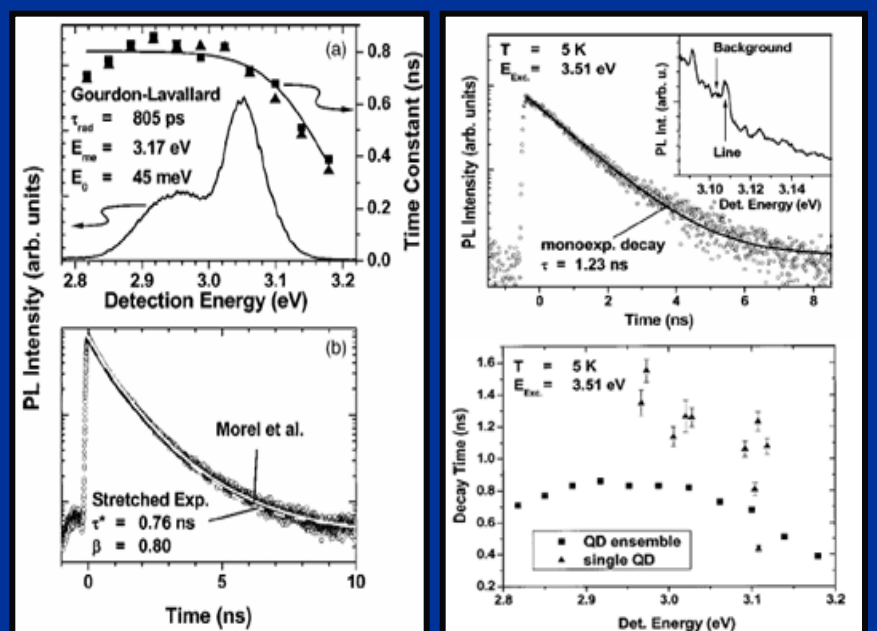 (a)
Gourdon-Lavallard
τrad = 805 ps
Eme = 3.17 eV
E0 = 45 meV
0.8
0.6
0.4
0.2
0.0
Time Constant (ns)
2.8 2.9 3.0 3.1 3.2
Detection Energy (eV)
PL Intensity (arb. units)
(b)
Morel et al.
Stretched Exp.
τ* = 0.76 ns
β = 0.80
0 5 10
Time (ns)
T = 5 K
EExc. = 3.51 eV
Background
Line
PL Int. (arb. u.)
3.10 3.12 3.14
Det. Energy (eV)
monoexp. decay
τ = 1.23 ns
PL Intensity (arb. units)
0 2 4 6 8
Time (ns)
T = 5 K
EExc. = 3.51 eV
1.6
1.4
1.2
1.0
0.8
0.6
0.4
0.2
Decay Time (ns)
QD ensemble
single QD
2.8 2.9 3.0 3.1 3.2
Det. Energy (eV)